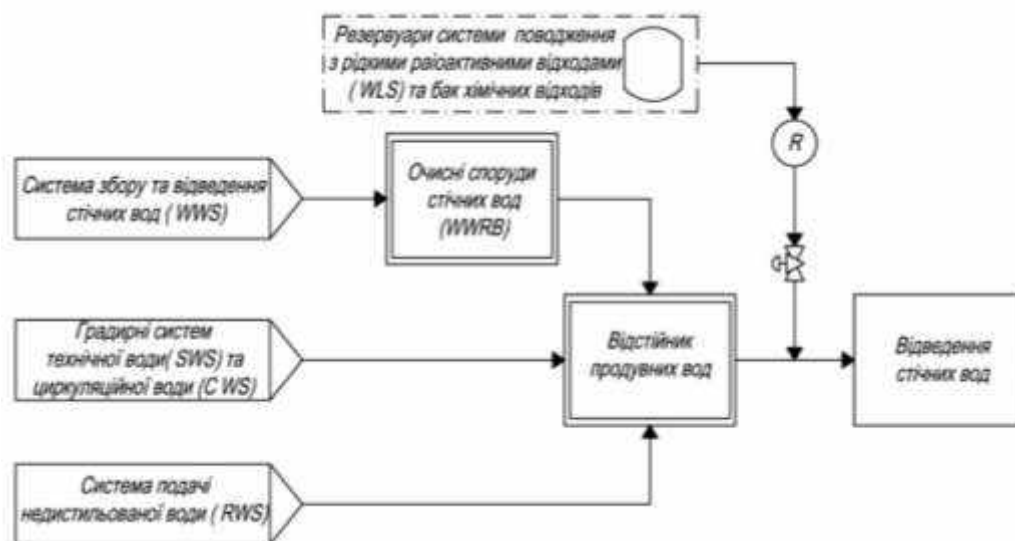 Резервуари системи поводження
з рідкими раіоактивними відходами
( WLS) та бак хімічних відходів
R
Система збору та відведення
стічних вод ( WWS)
Очисні споруди
стічних вод
(WWRB)
Градирні систем
технічної води( SWS) та
циркуляційної води (C WS)
Відстійник
продувних вод
Відведення
стічних вод
Система подачі
недистильованої води ( RWS)